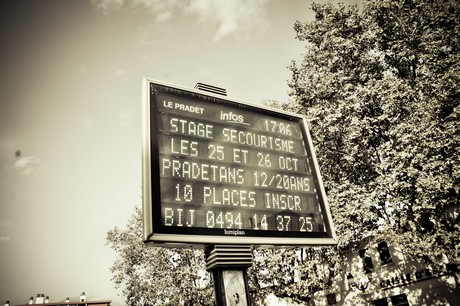 LE PRADET infos 17:06
STAGE SECOURISME
LES 25 ET 26 OCT
PRADETANS 12/20ANS
10 PLACES INSCR
BIJ 0494 14 37 25
lumiplan